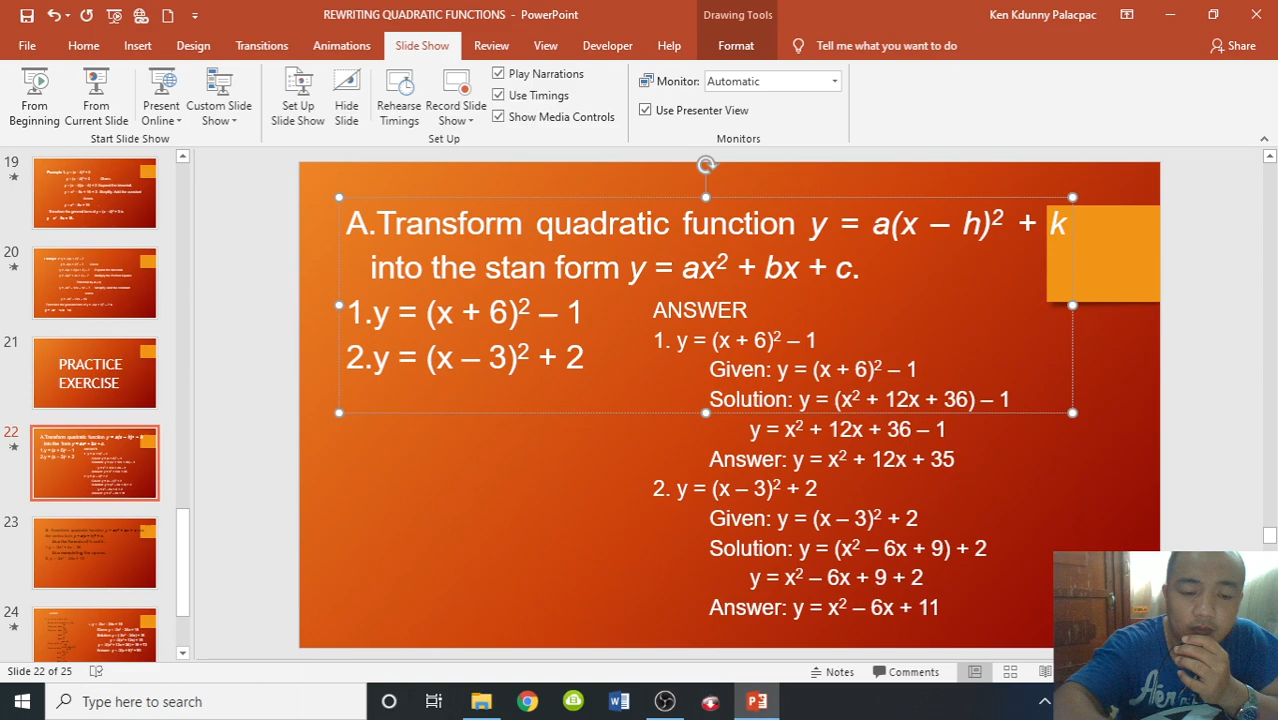 REWRITING QUADRATIC FUNCTIONS - PowerPoint
Drawing Tools
Ken Kdunny Palacpac
File Home Insert Design Transitions Animations Slide Show Review View Developer Help Format Tell me what you want to do Share
From Beginning
From Current Slide
Present Online
Custom Slide Show
Start Slide Show
Set Up Slide Show
Hide Slide
Rehearse Timings
Record Slide Show
Play Narrations
Use Timings
Show Media Controls
Set Up
Monitor: Automatic
Use Presenter View
Monitors
19
20
21
PRACTICE
EXERCISE
22
23
24
A.Transform quadratic function y = a(x – h)² + k
into the stan form y = ax² + bx + c.
1.y = (x + 6)² – 1
2.y = (x – 3)² + 2
ANSWER
1. y = (x + 6)² – 1
Given: y = (x + 6)² – 1
Solution: y = (x² + 12x + 36) – 1
y = x² + 12x + 36 – 1
Answer: y = x² + 12x + 35
2. y = (x – 3)² + 2
Given: y = (x – 3)² + 2
Solution: y = (x² – 6x + 9) + 2
y = x² – 6x + 9 + 2
Answer: y = x² – 6x + 11
Slide 22 of 25
Notes
Comments
Type here to search